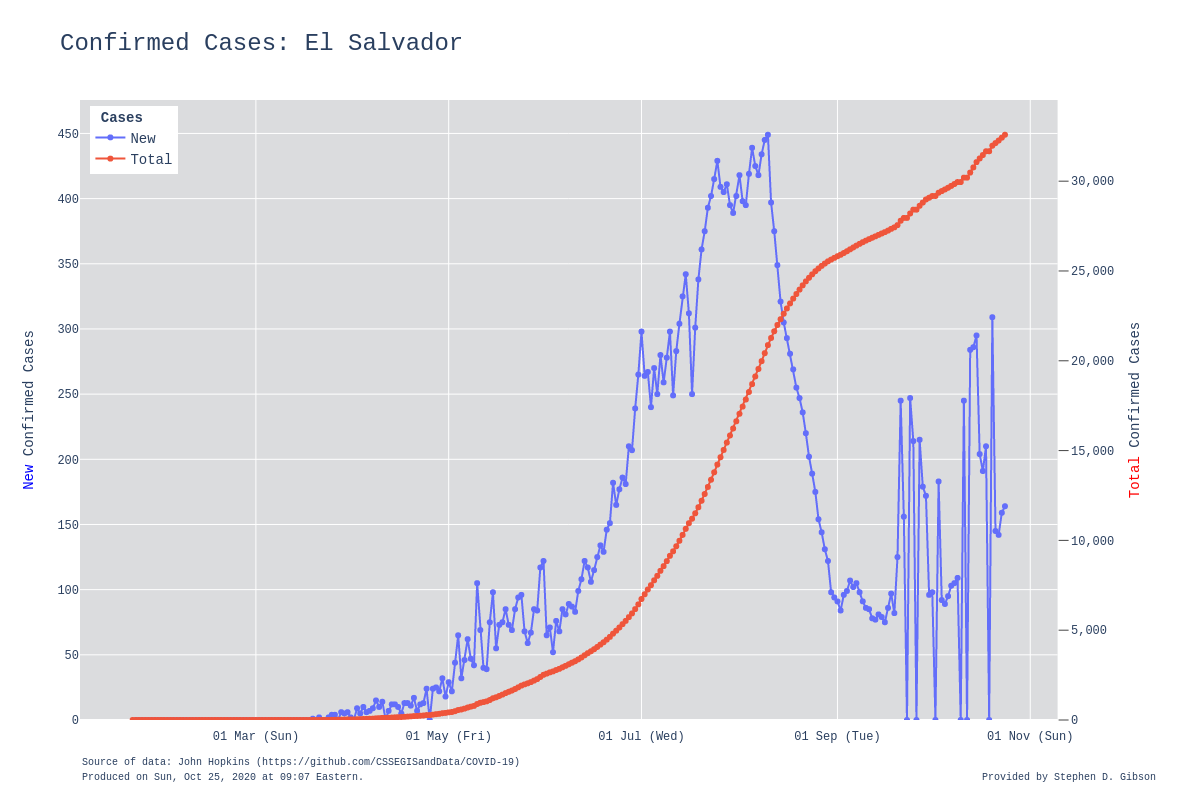 Confirmed Cases: El Salvador
Cases
New
Total
450
400
350
300
250
200
150
100
50
0
30,000
25,000
20,000
15,000
10,000
5,000
0
New Confirmed Cases
Total Confirmed Cases
01 Mar (Sun)
01 May (Fri)
01 Jul (Wed)
01 Sep (Tue)
01 Nov (Sun)
Source of data: John Hopkins (https://github.com/CSSEGISandData/COVID-19)
Produced on Sun, Oct 25, 2020 at 09:07 Eastern.
Provided by Stephen D. Gibson